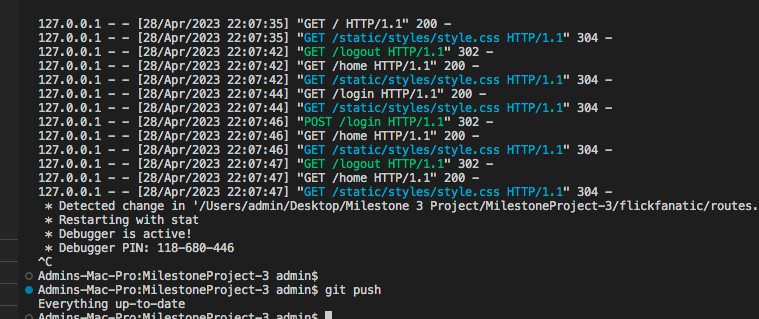 127.0.0.1 - - [28/Apr/2023 22:07:35] "GET / HTTP/1.1" 200 -
127.0.0.1 - - [28/Apr/2023 22:07:35] "GET /static/styles/style.css HTTP/1.1" 304 -
127.0.0.1 - - [28/Apr/2023 22:07:42] "GET /logout HTTP/1.1" 302 -
127.0.0.1 - - [28/Apr/2023 22:07:42] "GET /home HTTP/1.1" 200 -
127.0.0.1 - - [28/Apr/2023 22:07:42] "GET /static/styles/style.css HTTP/1.1" 304 -
127.0.0.1 - - [28/Apr/2023 22:07:44] "GET /login HTTP/1.1" 200 -
127.0.0.1 - - [28/Apr/2023 22:07:44] "GET /static/styles/style.css HTTP/1.1" 304 -
127.0.0.1 - - [28/Apr/2023 22:07:46] "POST /login HTTP/1.1" 302 -
127.0.0.1 - - [28/Apr/2023 22:07:46] "GET /home HTTP/1.1" 200 -
127.0.0.1 - - [28/Apr/2023 22:07:46] "GET /static/styles/style.css HTTP/1.1" 304 -
127.0.0.1 - - [28/Apr/2023 22:07:47] "GET /logout HTTP/1.1" 302 -
127.0.0.1 - - [28/Apr/2023 22:07:47] "GET /home HTTP/1.1" 200 -
127.0.0.1 - - [28/Apr/2023 22:07:47] "GET /static/styles/style.css HTTP/1.1" 304 -
* Detected change in '/Users/admin/Desktop/Milestone 3 Project/MilestoneProject-3/flickfanatic/routes.
* Restarting with stat
* Debugger is active!
* Debugger PIN: 118-680-446
^C
Admins-Mac-Pro:MilestoneProject-3 admin$
Admins-Mac-Pro:MilestoneProject-3 admin$ git push
Everything up-to-date
Admins-Mac-Pro:MilestoneProject-3 admin$